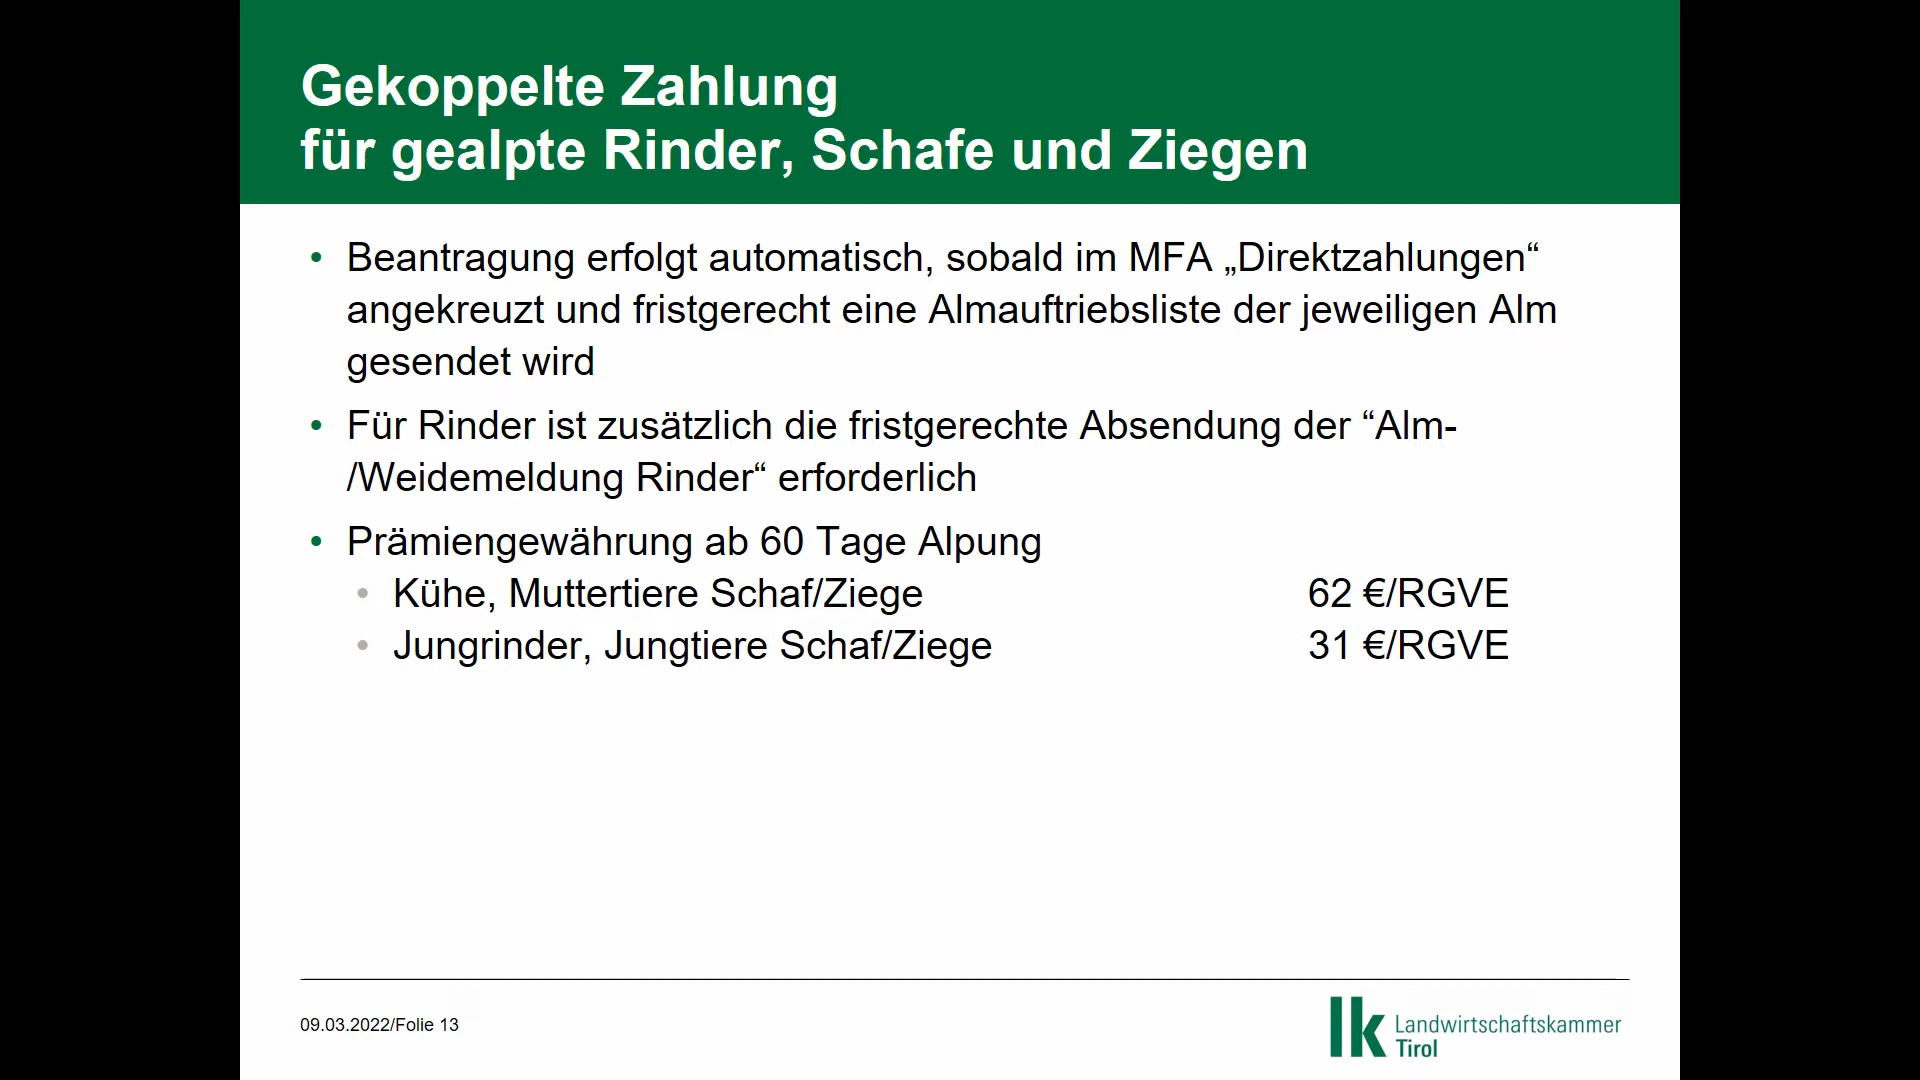 Gekoppelte Zahlung
für gealpte Rinder, Schafe und Ziegen
• Beantragung erfolgt automatisch, sobald im MFA „Direktzahlungen“
angekreuzt und fristgerecht eine Almauftriebsliste der jeweiligen Alm
gesendet wird
• Für Rinder ist zusätzlich die fristgerechte Absendung der “Alm-
/Weidemeldung Rinder“ erforderlich
• Prämiengewährung ab 60 Tage Alpung
• Kühe, Muttertiere Schaf/Ziege 62 €/RGVE
• Jungrinder, Jungtiere Schaf/Ziege 31 €/RGVE
09.03.2022/Folie 13
lk Landwirtschaftskammer
Tirol